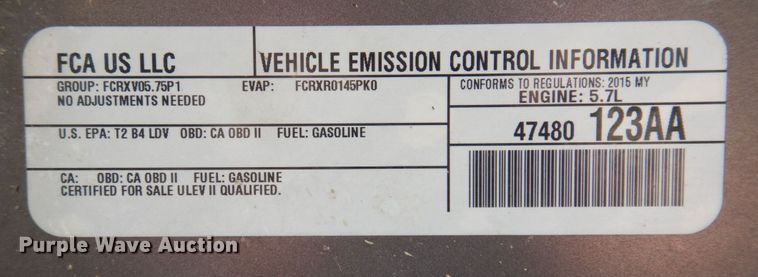 FCA US LLC VEHICLE EMISSION CONTROL INFORMATION
GROUP: FCRXV05.75P1 EVAP: FCRXR0145PK0
NO ADJUSTMENTS NEEDED
CONFORMS TO REGULATIONS: 2015 MY
ENGINE: 5.7L
U.S. EPA: T2 B4 LDV OBD: CA OBD II FUEL: GASOLINE
47480 123AA
CA: OBD: CA OBD II FUEL: GASOLINE
CERTIFIED FOR SALE ULEV II QUALIFIED.
Purple Wave Auction